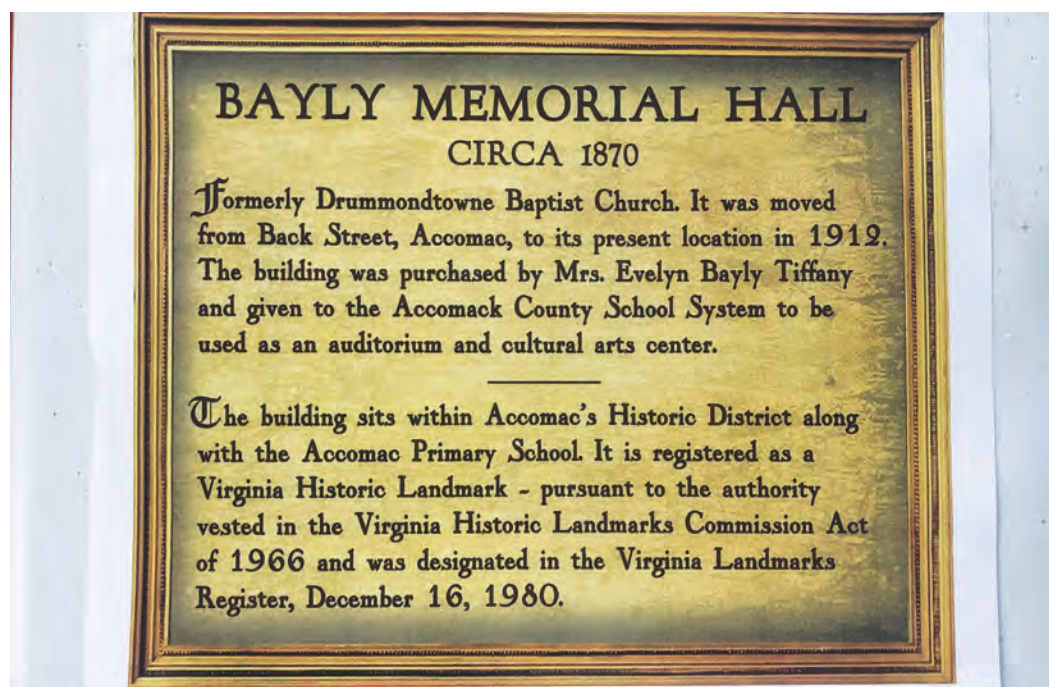 BAYLY MEMORIAL HALL
CIRCA 1870
Formerly Drummondtowne Baptist Church. It was moved
from Back Street, Accomac, to its present location in 1912.
The building was purchased by Mrs. Evelyn Bayly Tiffany
and given to the Accomack County School System to be
used as an auditorium and cultural arts center.
The building sits within Accomac's Historic District along
with the Accomac Primary School. It is registered as a
Virginia Historic Landmark - pursuant to the authority
vested in the Virginia Historic Landmarks Commission Act
of 1966 and was designated in the Virginia Landmarks
Register, December 16, 1980.